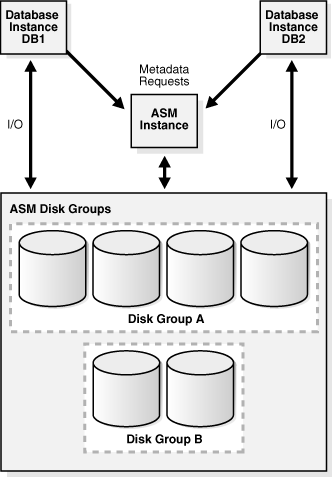 Database
Instance
DB1
Database
Instance
DB2
Metadata
Requests
ASM
Instance
I/O
I/O
ASM Disk Groups
Disk Group A
Disk Group B